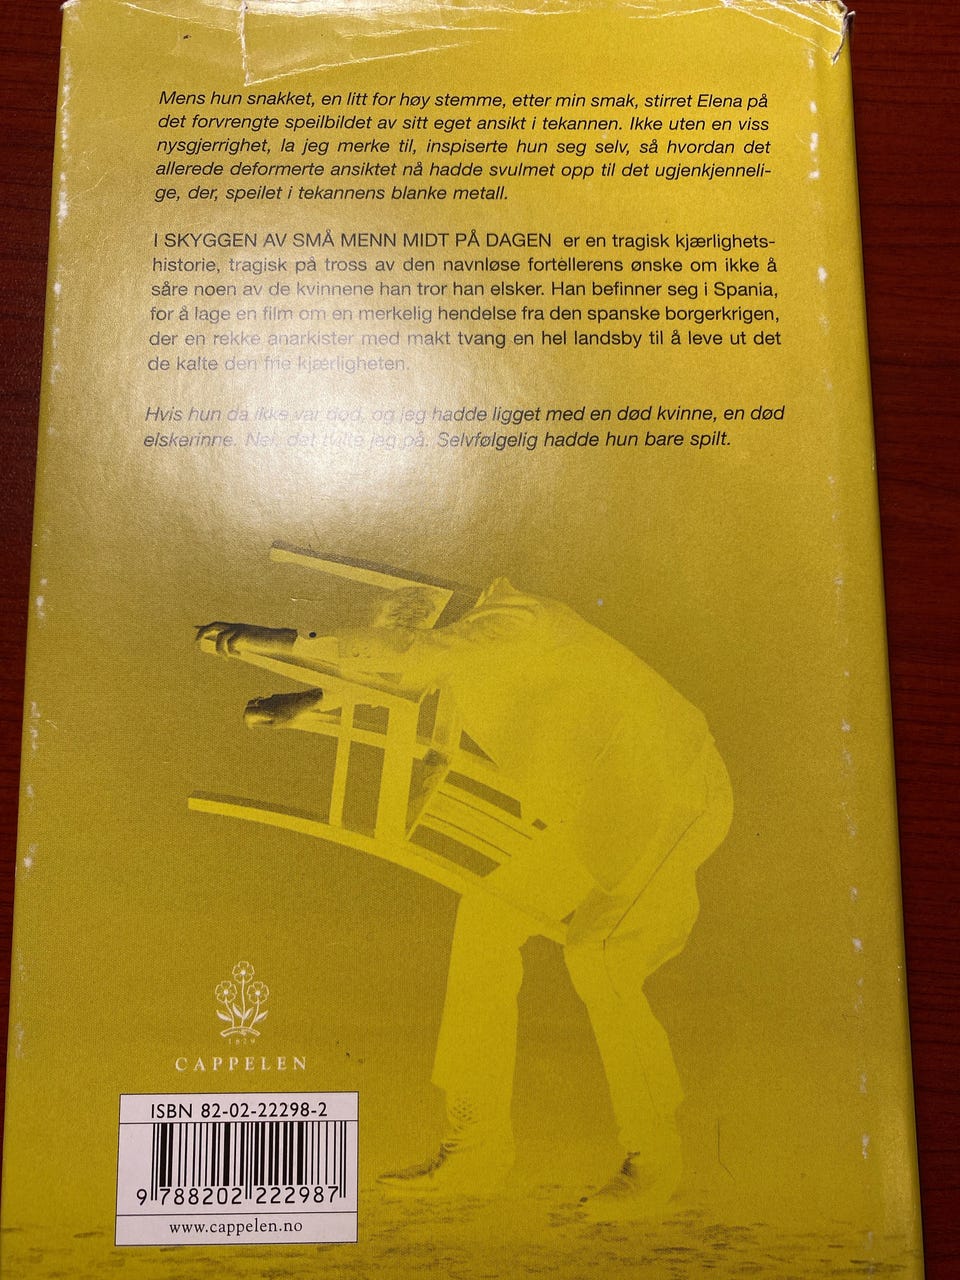 Mens hun snakket, en litt for høy stemme, etter min smak, stirret Elena på
det forvrengte speilbildet av sitt eget ansikt i tekannen. Ikke uten en viss
nysgjerrighet, la jeg merke til, inspiserte hun seg selv, så hvordan det
allerede deformerte ansiktet nå hadde svulmet opp til det ugjenkjenneli-
ge, der, speilet i tekannens blanke metall.
I SKYGGEN AV SMÅ MENN MIDT PÅ DAGEN er en tragisk kjærlighets-
historie, tragisk på tross av den navnløse fortellerens ønske om ikke å
såre noen av de kvinnene han tror han elsker. Han befinner seg i Spania,
for å lage en film om en merkelig hendelse fra den spanske borgerkrigen,
der en rekke anarkister med makt tvang en hel landsby til å leve ut det
de kalte den frie kjærligheten.
Hvis hun da ikke var død, og jeg hadde ligget med en død kvinne, en død
elskerinne. Nei, det fulte jeg på. Selvfølgelig hadde hun bare spilt.
1829
CAPPELEN
ISBN 82-02-22298-2
9 788202 222987
www.cappelen.no